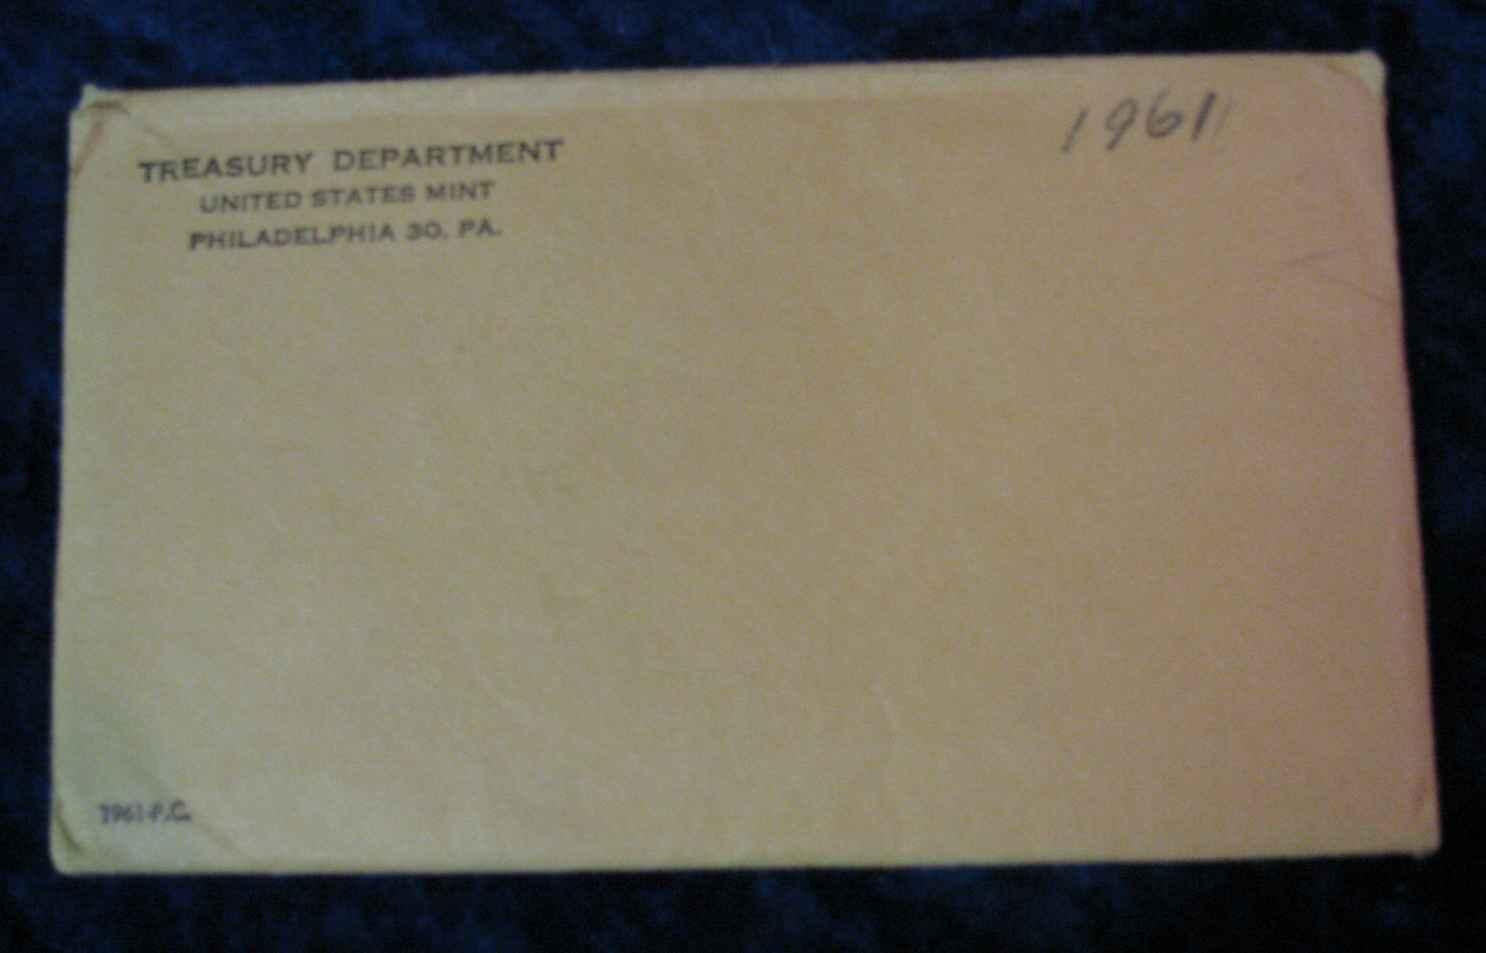 TREASURY DEPARTMENT
UNITED STATES MINT
PHILADELPHIA 30, PA.
1961
1961-P.C.